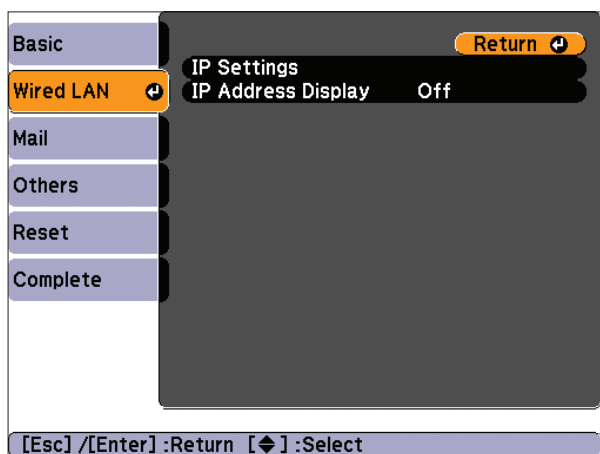 Basic
Wired LAN
Mail
Others
Reset
Complete
Return
IP Settings
IP Address Display Off
[Esc] /[Enter] :Return [◆] :Select